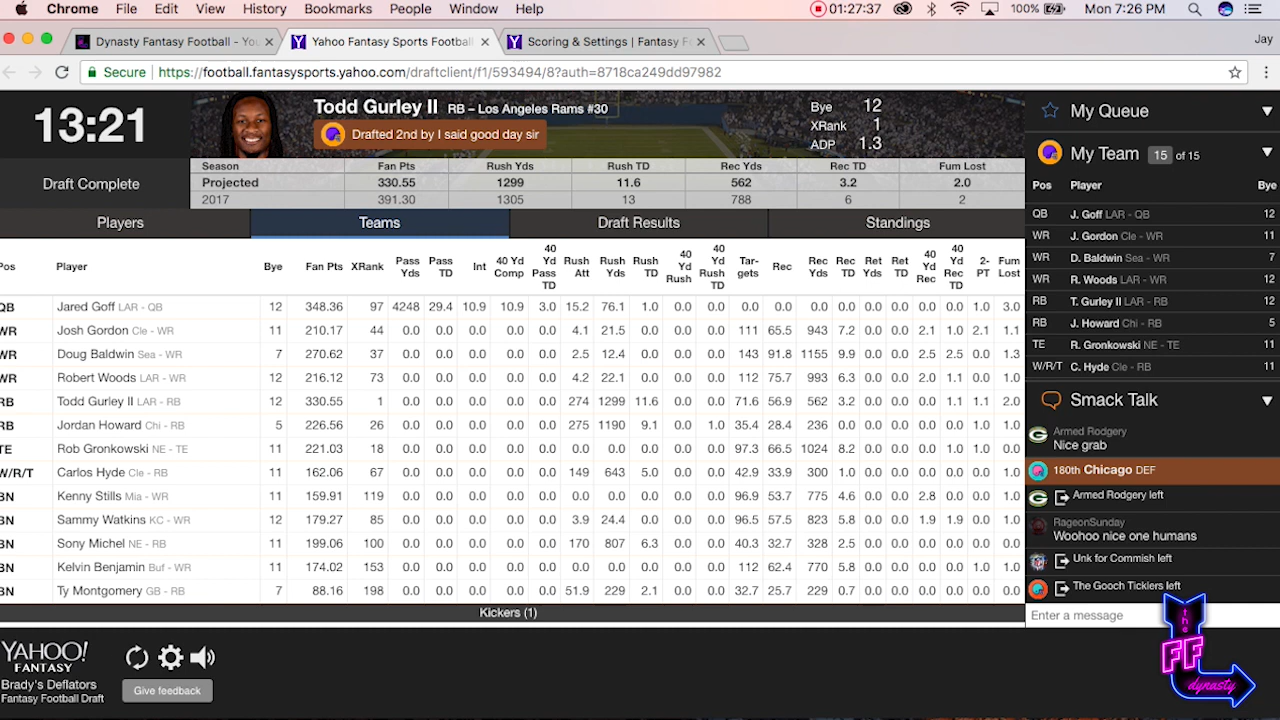 Chrome File Edit View History Bookmarks People Window Help 01:27:37 100% Mon 7:26 PM
Dynasty Fantasy Football - You Yahoo Fantasy Sports Football Scoring & Settings | Fantasy F Jay
Secure https://football.fantasysports.yahoo.com/draftclient/f1/593494/8?auth=8718ca249dd97982
13:21
Draft Complete
Todd Gurley II RB – Los Angeles Rams #30
Drafted 2nd by I said good day sir
Bye 12
XRank 1
ADP 1.3
Season Fan Pts Rush Yds Rush TD Rec Yds Rec TD Fum Lost
Projected 330.55 1299 11.6 562 3.2 2.0
2017 391.30 1305 13 788 6 2
Players Teams Draft Results Standings
Pos Player Bye Fan Pts XRank Pass Yds Pass TD Int 40 Yd Comp 40 Yd Pass TD Rush Att Rush Yds Rush TD 40 Yd Rush 40 Yd Rush TD Tar-gets Rec Rec Yds Rec TD Ret Yds Ret TD 40 Yd Rec 40 Yd Rec TD 2-PT Fum Lost
QB Jared Goff LAR - QB 12 348.36 97 4248 29.4 10.9 10.9 3.0 15.2 76.1 1.0 0.0 0.0 0.0 0.0 0.0 0.0 0.0 0.0 0.0 0.0 1.0 3.0
WR Josh Gordon Cle - WR 11 210.17 44 0.0 0.0 0.0 0.0 0.0 4.1 21.5 0.0 0.0 0.0 111 65.5 943 7.2 0.0 0.0 2.1 1.0 2.1 1.1
WR Doug Baldwin Sea - WR 7 270.62 37 0.0 0.0 0.0 0.0 0.0 2.5 12.4 0.0 0.0 0.0 143 91.8 1155 9.9 0.0 0.0 2.5 2.5 0.0 1.3
WR Robert Woods LAR - WR 12 216.12 73 0.0 0.0 0.0 0.0 0.0 4.2 22.1 0.0 0.0 0.0 112 75.7 993 6.3 0.0 0.0 2.0 1.1 0.0 1.0
RB Todd Gurley II LAR - RB 12 330.55 1 0.0 0.0 0.0 0.0 0.0 274 1299 11.6 0.0 0.0 71.6 56.9 562 3.2 0.0 0.0 0.0 1.1 1.1 2.0
RB Jordan Howard Chi - RB 5 226.56 26 0.0 0.0 0.0 0.0 0.0 275 1190 9.1 0.0 1.0 35.4 28.4 236 0.0 0.0 0.0 0.0 0.0 0.0 1.0
TE Rob Gronkowski NE - TE 11 221.03 18 0.0 0.0 0.0 0.0 0.0 0.0 0.0 0.0 0.0 0.0 97.3 66.5 1024 8.2 0.0 0.0 0.0 0.0 0.0 1.0
W/R/T Carlos Hyde Cle - RB 11 67 0.0 0.0 0.0 0.0 0.0 149 643 5.0 0.0 0.0 42.9 33.9 300 1.0 0.0 0.0 0.0 0.0 0.0 1.0
BN Kenny Stills Mia - WR 11 159.91 119 0.0 0.0 0.0 0.0 0.0 0.0 0.0 0.0 0.0 0.0 96.9 53.7 775 4.6 0.0 0.0 2.8 0.0 0.0 1.0
BN Sammy Watkins KC - WR 12 179.27 85 0.0 0.0 0.0 0.0 0.0 3.9 24.4 0.0 0.0 0.0 96.5 57.5 823 5.8 0.0 0.0 1.9 1.9 0.0 1.0
BN Sony Michel NE - RB 11 199.06 100 0.0 0.0 0.0 0.0 0.0 170 807 6.3 0.0 0.0 40.3 32.7 328 2.5 0.0 0.0 0.0 0.0 0.0 1.0
BN Kelvin Benjamin Buf - WR 11 174.02 153 0.0 0.0 0.0 0.0 0.0 0.0 0.0 0.0 0.0 0.0 112 62.4 770 5.8 0.0 0.0 0.0 1.0 1.0 0.0
BN Ty Montgomery GB - RB 7 198 0.0 0.0 0.0 0.0 0.0 51.9 229 2.1 0.0 0.0 32.7 25.7 229 0.7 0.0 0.0 0.0 0.0 0.0 1.0
Kickers (1)
My Queue
My Team 15 of 15
Pos Player Bye
QB J. Goff LAR - QB 12
WR J. Gordon Cle - WR 11
WR D. Baldwin Sea - WR 7
WR R. Woods LAR - WR 12
RB T. Gurley II LAR - RB 12
RB J. Howard Chi - RB 5
TE R. Gronkowski NE - TE 11
W/R/T C. Hyde Cle - RB 11
Smack Talk
Armed Rodgery
Nice grab
180th Chicago DEF
Armed Rodgery left
RageonSunday
Woohoo nice one humans
Unk for Commish left
The Gooch Ticklers left
Enter a message
YAHOO!
FANTASY
Brady's Deflators
Fantasy Football Draft
Give feedback
the
FF
dynasty